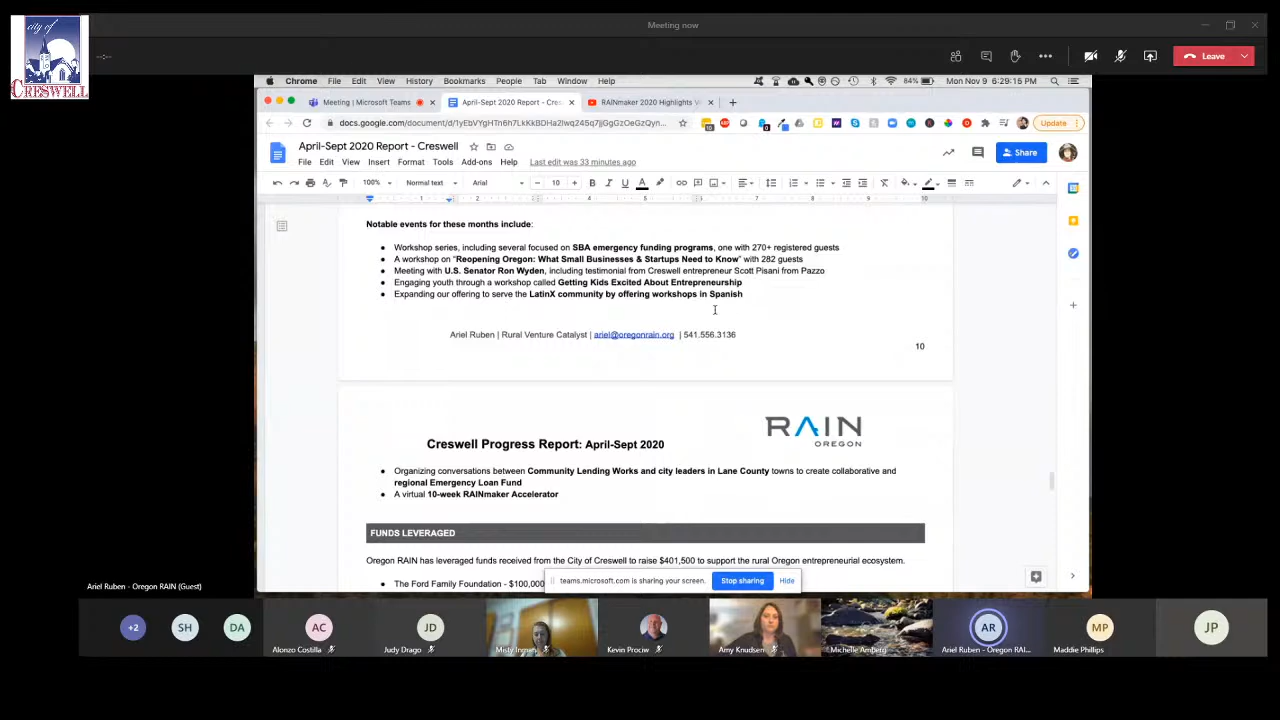 city of
CRESWELL
Meeting now
--:--
Leave
Chrome File Edit View History Bookmarks People Tab Window Help
84% Mon Nov 9 6:29:15 PM
Meeting | Microsoft Teams
April-Sept 2020 Report - Cres
RAINmaker 2020 Highlights V
Update
April-Sept 2020 Report - Creswell
Share
File Edit View Insert Format Tools Add-ons Help Last edit was 33 minutes ago
100% Normal text Arial 10
Notable events for these months include:
● Workshop series, including several focused on SBA emergency funding programs, one with 270+ registered guests
● A workshop on “Reopening Oregon: What Small Businesses & Startups Need to Know” with 282 guests
● Meeting with U.S. Senator Ron Wyden, including testimonial from Creswell entrepreneur Scott Pisani from Pazzo
● Engaging youth through a workshop called Getting Kids Excited About Entrepreneurship
● Expanding our offering to serve the LatinX community by offering workshops in Spanish
Ariel Ruben | Rural Venture Catalyst | ariel@oregonrain.org | 541.556.3136
10
RAIN
OREGON
Creswell Progress Report: April-Sept 2020
● Organizing conversations between Community Lending Works and city leaders in Lane County towns to create collaborative and
regional Emergency Loan Fund
● A virtual 10-week RAINmaker Accelerator
FUNDS LEVERAGED
Oregon RAIN has leveraged funds received from the City of Creswell to raise $401,500 to support the rural Oregon entrepreneurial ecosystem.
● The Ford Family Foundation - $100,000
teams.microsoft.com is sharing your screen. Stop sharing Hide
Ariel Ruben - Oregon RAIN (Guest)
+2 SH DA AC JD AR MP JP
Alonzo Costilla Judy Drago Misty Inman Kevin Prociw Amy Knudsen Michelle Amberg Ariel Ruben - Oregon RAI... Maddie Phillips